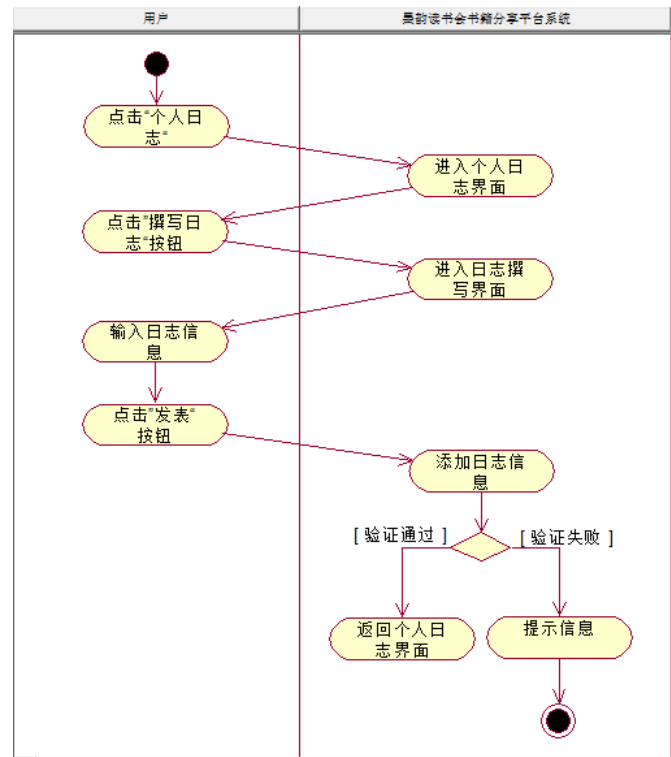 用户
昊韵读书会书籍分享平台系统
点击"个人日
志"
进入个人日
志界面
点击"撰写日
志"按钮
进入日志撰
写界面
输入日志信
息
点击"发表"
按钮
添加日志信
息
[ 验证通过 ]
[ 验证失败 ]
返回个人日
志界面
提示信息